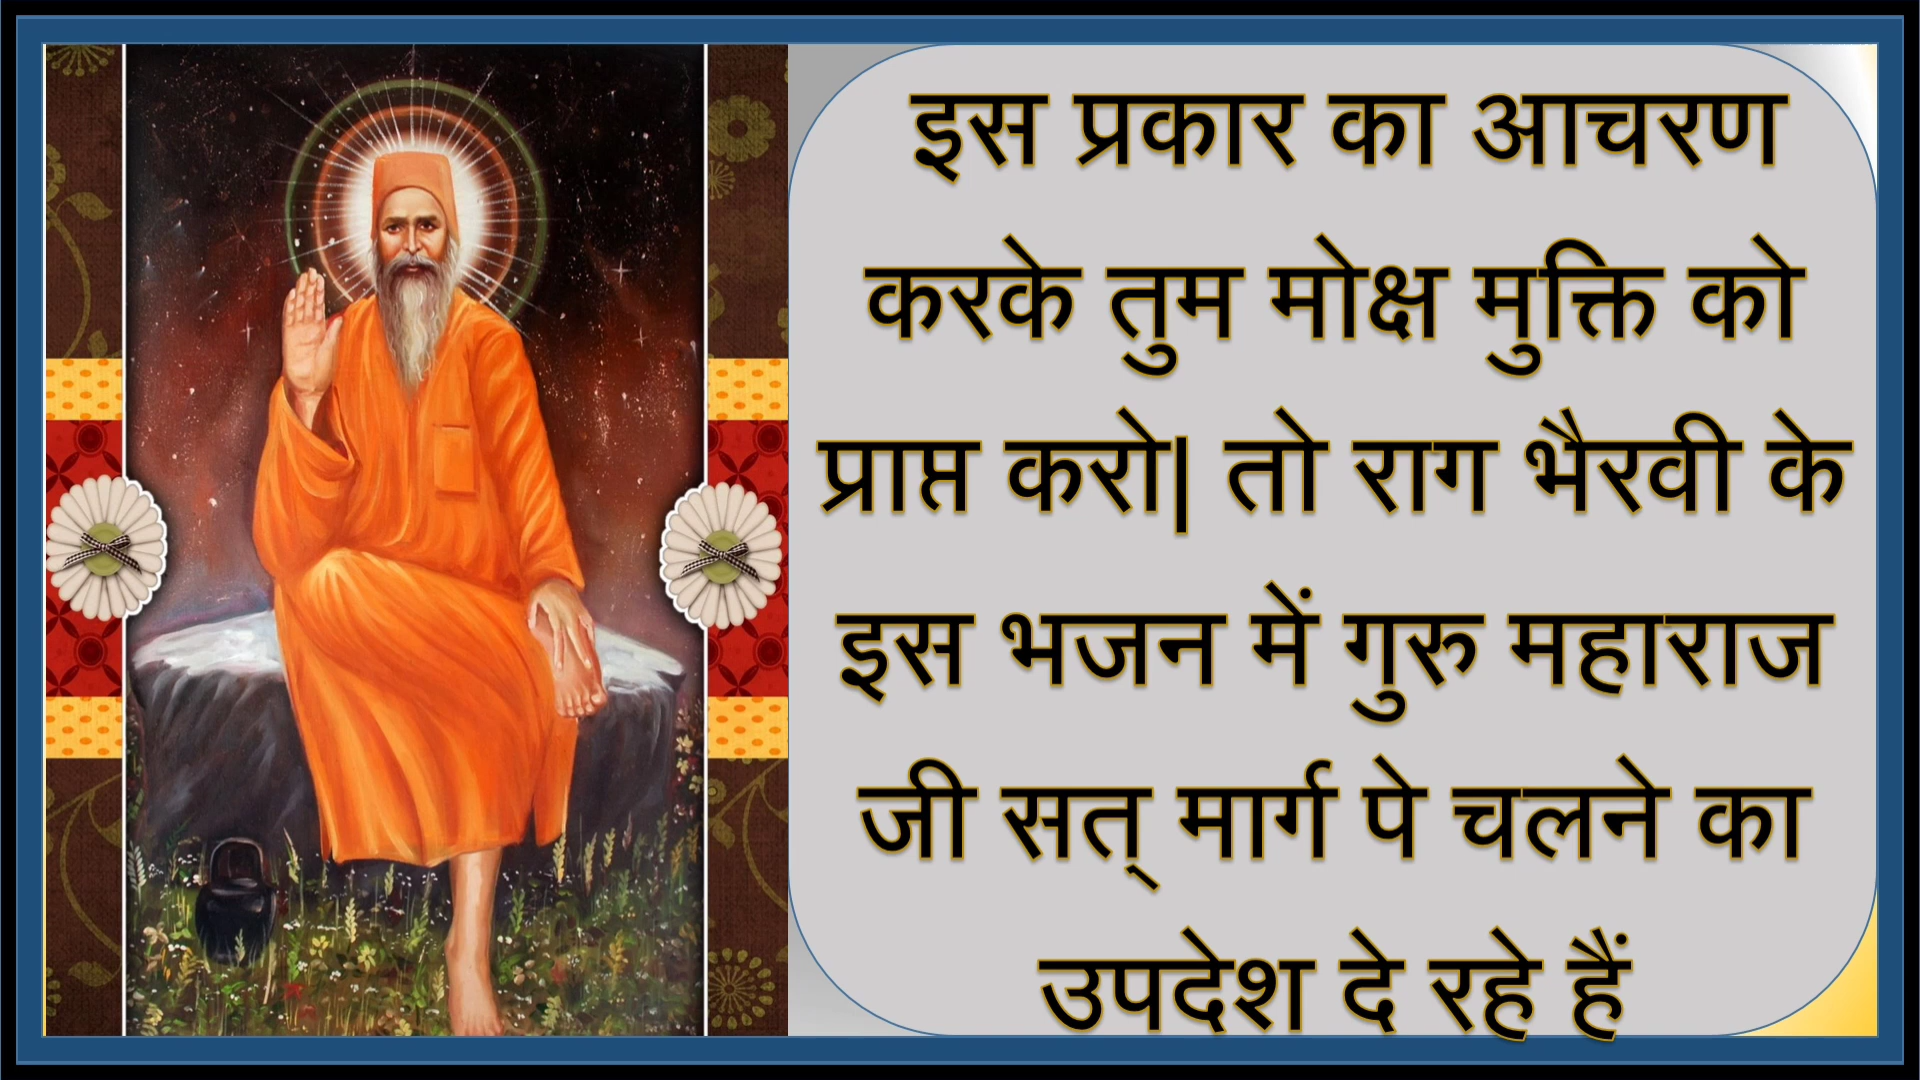 इस प्रकार का आचरण
करके तुम मोक्ष मुक्ति को
प्राप्त करो| तो राग भैरवी के
इस भजन में गुरु महाराज
जी सत् मार्ग पे चलने का
उपदेश दे रहे हैं